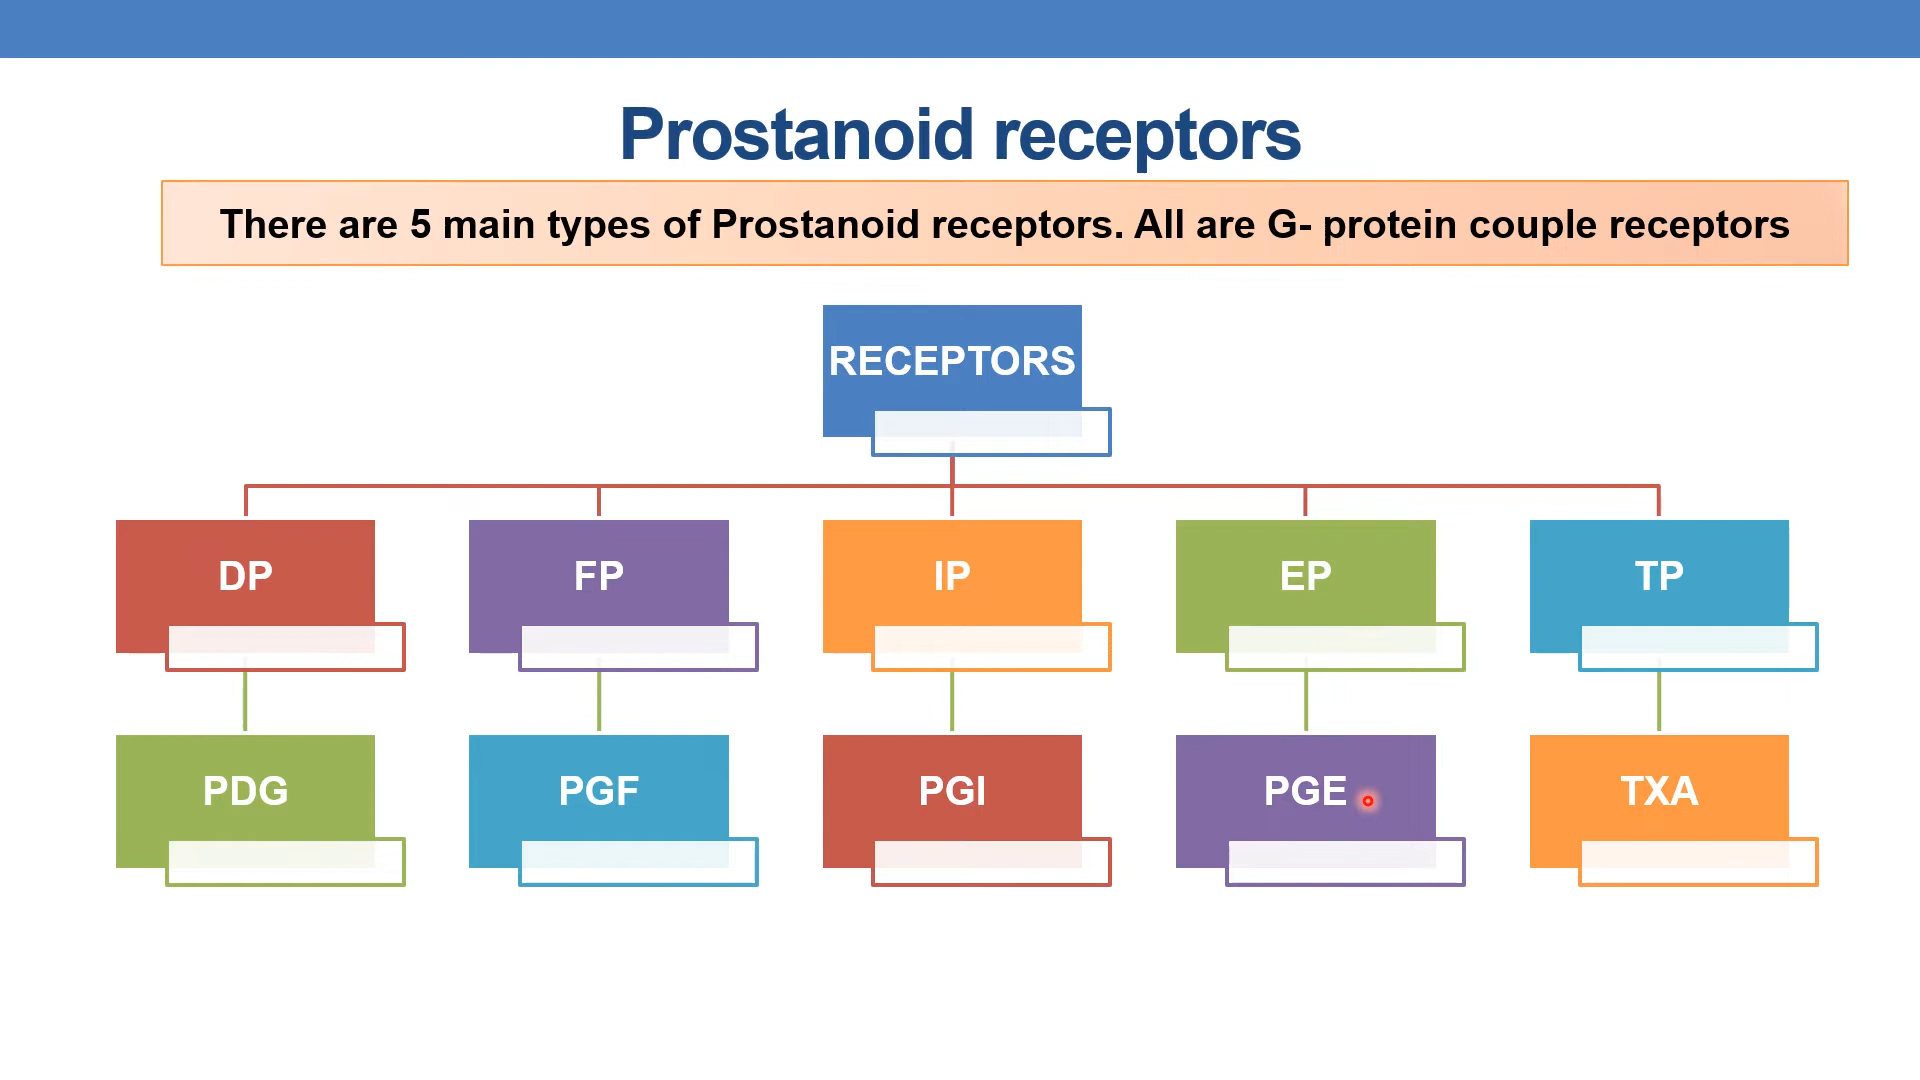 Prostanoid receptors
There are 5 main types of Prostanoid receptors. All are G- protein couple receptors
RECEPTORS
DP
FP
IP
EP
TP
PDG
PGF
PGI
PGE
TXA